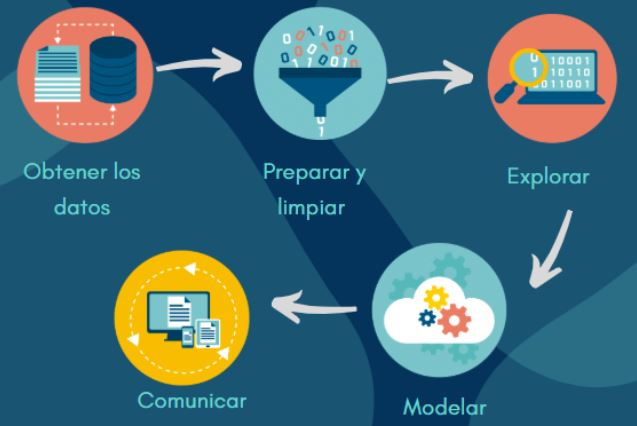 Obtener los
datos
Preparar y
limpiar
Explorar
Modelar
Comunicar